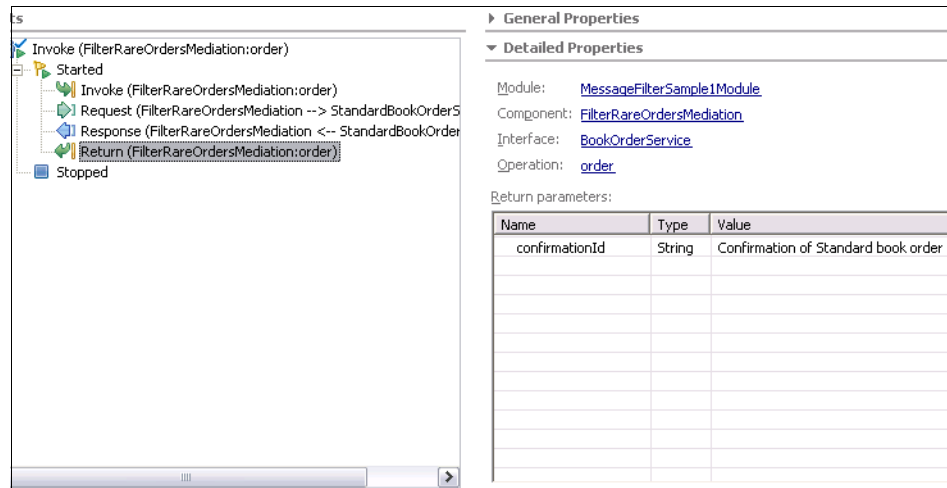 ts
Invoke (FilterRareOrdersMediation:order)
Started
Invoke (FilterRareOrdersMediation:order)
Request (FilterRareOrdersMediation --> StandardBookOrderS
Response (FilterRareOrdersMediation <-- StandardBookOrder
Return (FilterRareOrdersMediation:order)
Stopped
General Properties
Detailed Properties
Module: MessageFilterSample1Module
Component: FilterRareOrdersMediation
Interface: BookOrderService
Operation: order
Return parameters:
Name Type Value
confirmationId String Confirmation of Standard book order